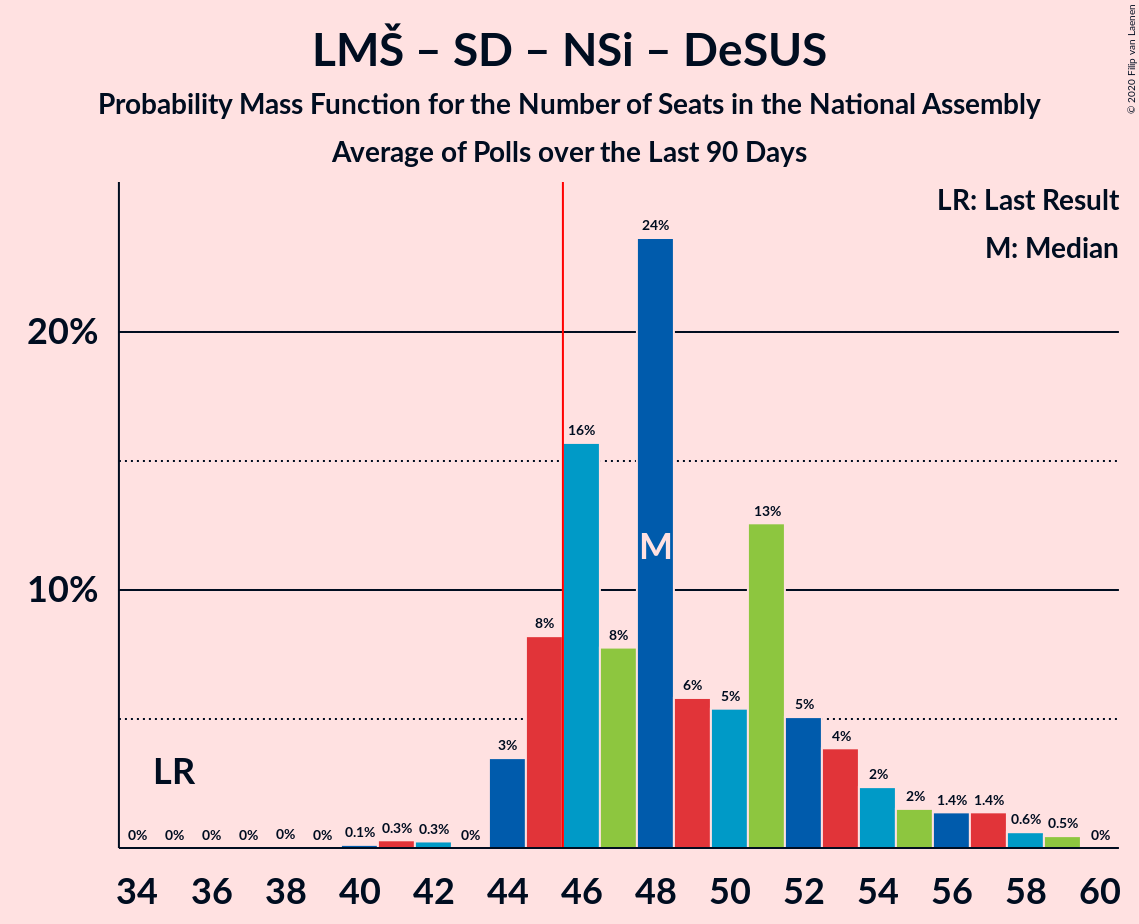 LMŠ – SD – NSi – DeSUS
Probability Mass Function for the Number of Seats in the National Assembly
Average of Polls over the Last 90 Days
© 2020 Filip van Laenen
LR: Last Result
M: Median
20%
10%
0% 0% 0% 0% 0% 0% 0.1% 0.3% 0.3% 0% 3% 8% 16% 8% 24% 6% 5% 13% 5% 4% 2% 2% 1.4% 1.4% 0.6% 0.5% 0%
M
LR
34 36 38 40 42 44 46 48 50 52 54 56 58 60